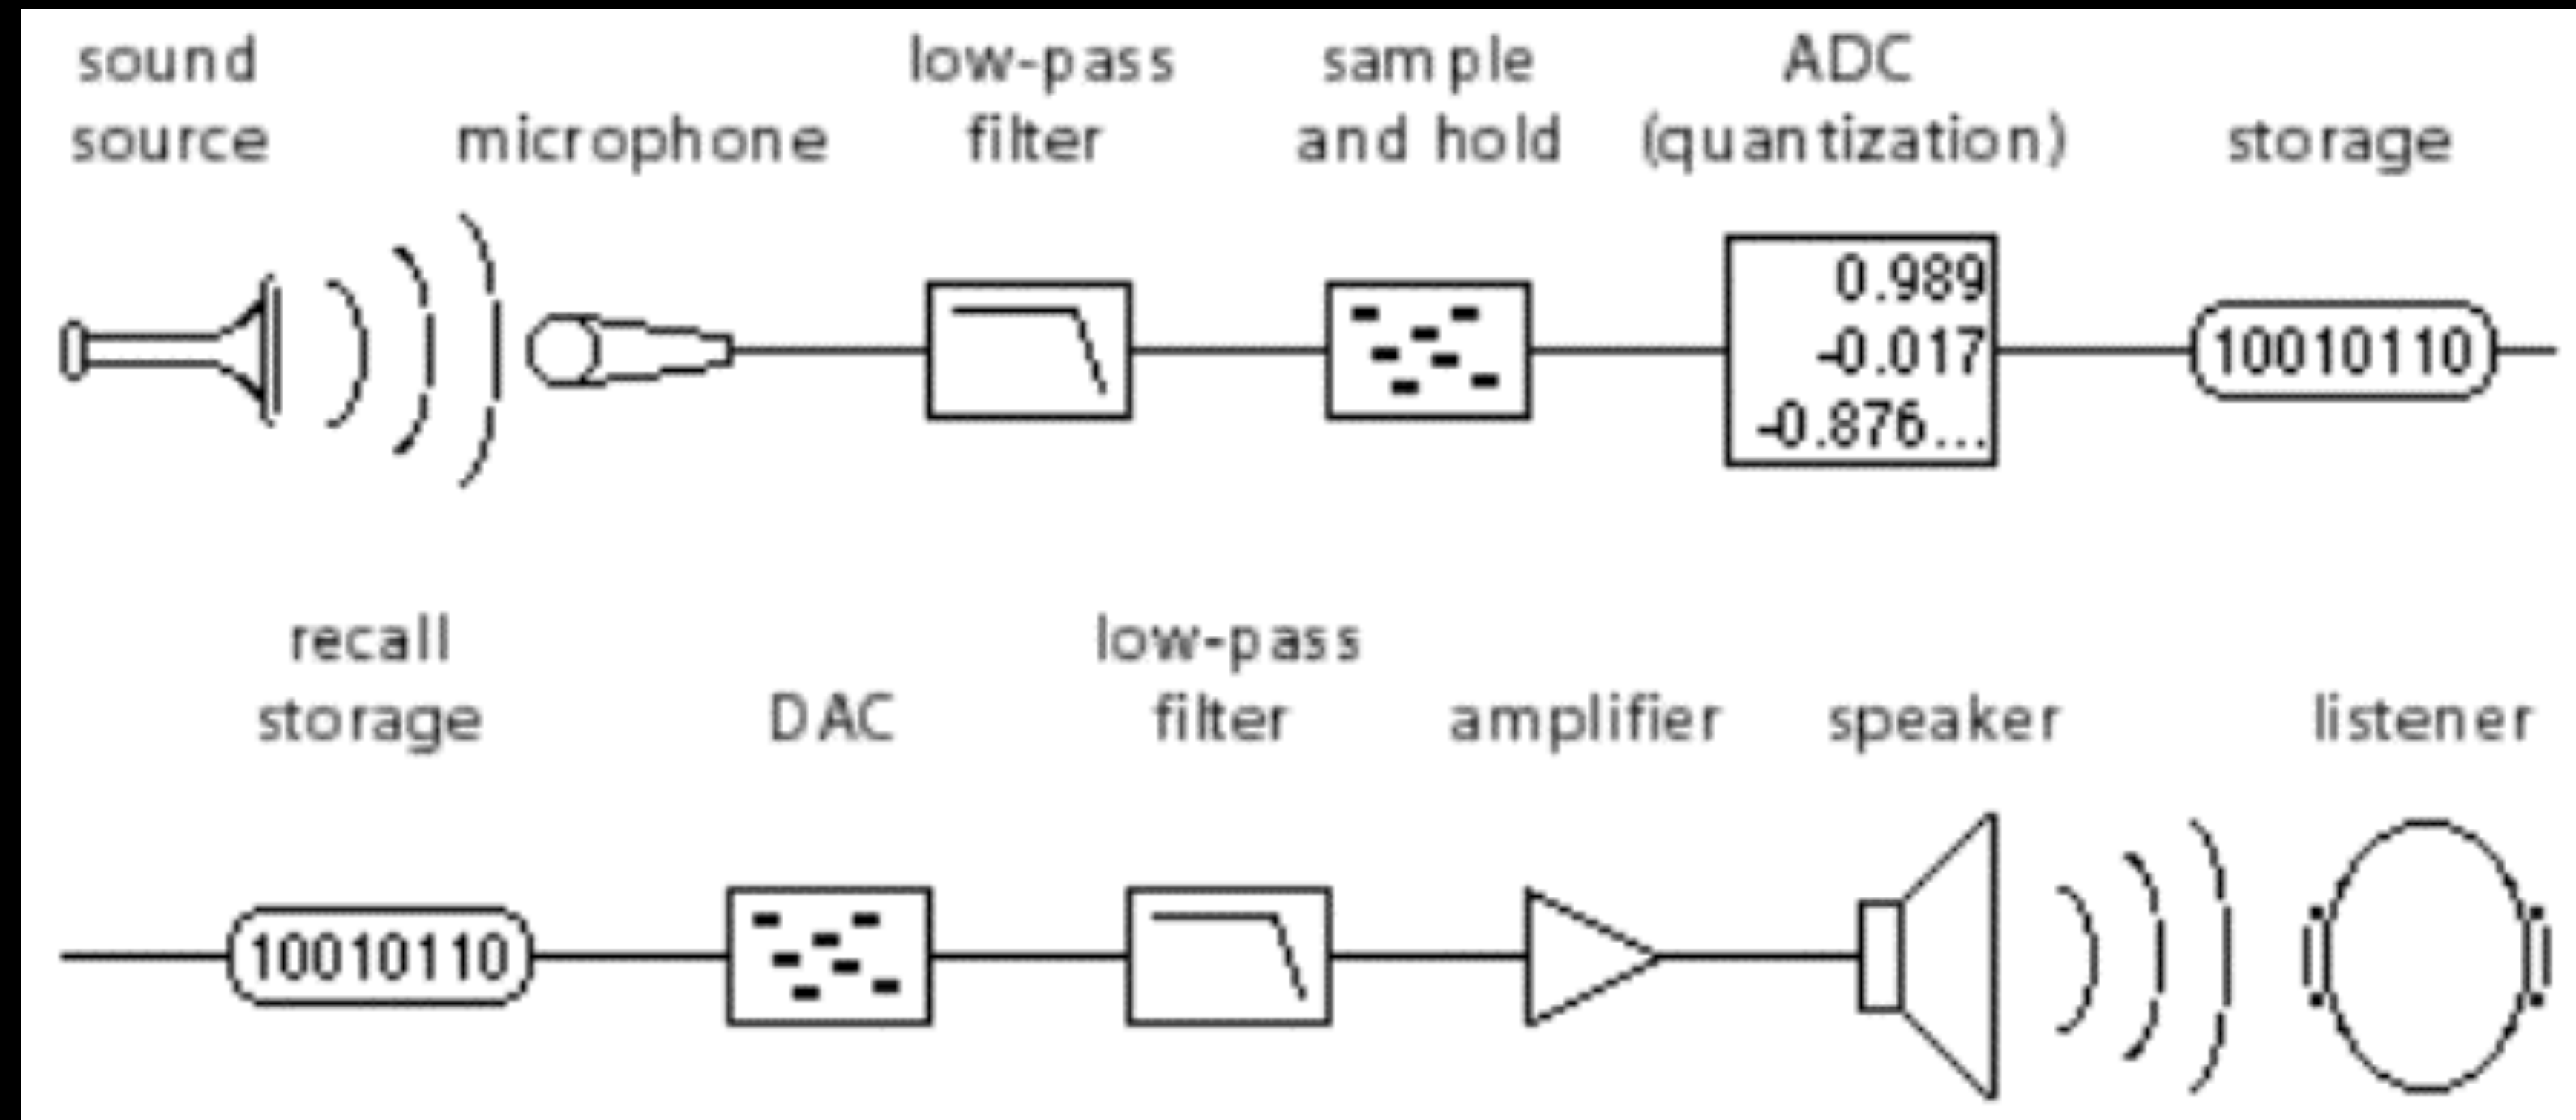 sound
source
microphone
low-pass
filter
sample
and hold
ADC
(quantization)
storage
0.989
-0.017
-0.876...
10010110
recall
storage
DAC
low-pass
filter
amplifier
speaker
listener
10010110